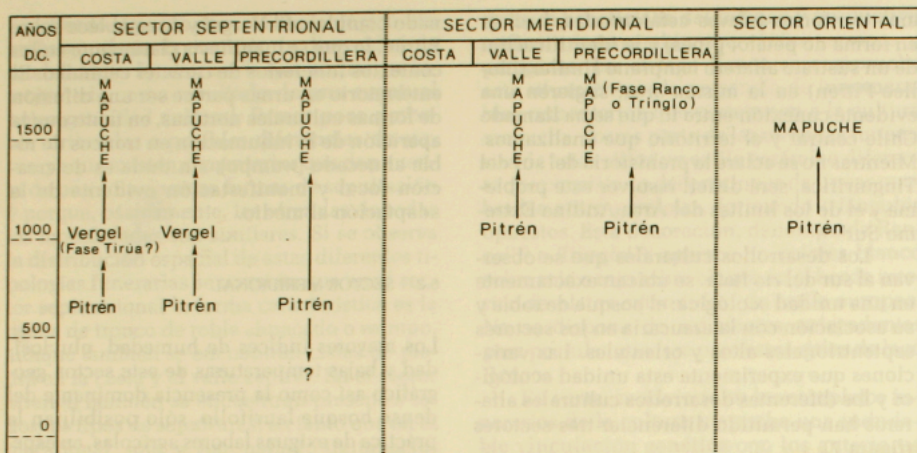 AÑOS D.C.
SECTOR SEPTENTRIONAL
SECTOR MERIDIONAL
SECTOR ORIENTAL
COSTA
VALLE
PRECORDILLERA
COSTA
VALLE
PRECORDILLERA
MAPUCHE
MAPUCHE
MAPUCHE
MAPUCHE
MAPUCHE
(Fase Ranco
o Tringlo)
1500
MAPUCHE
Vergel
(Fase Tirúa?)
Vergel
Pitrén
Pitrén
Pitrén
1000
Pitrén
Pitrén
Pitrén
500
?
0